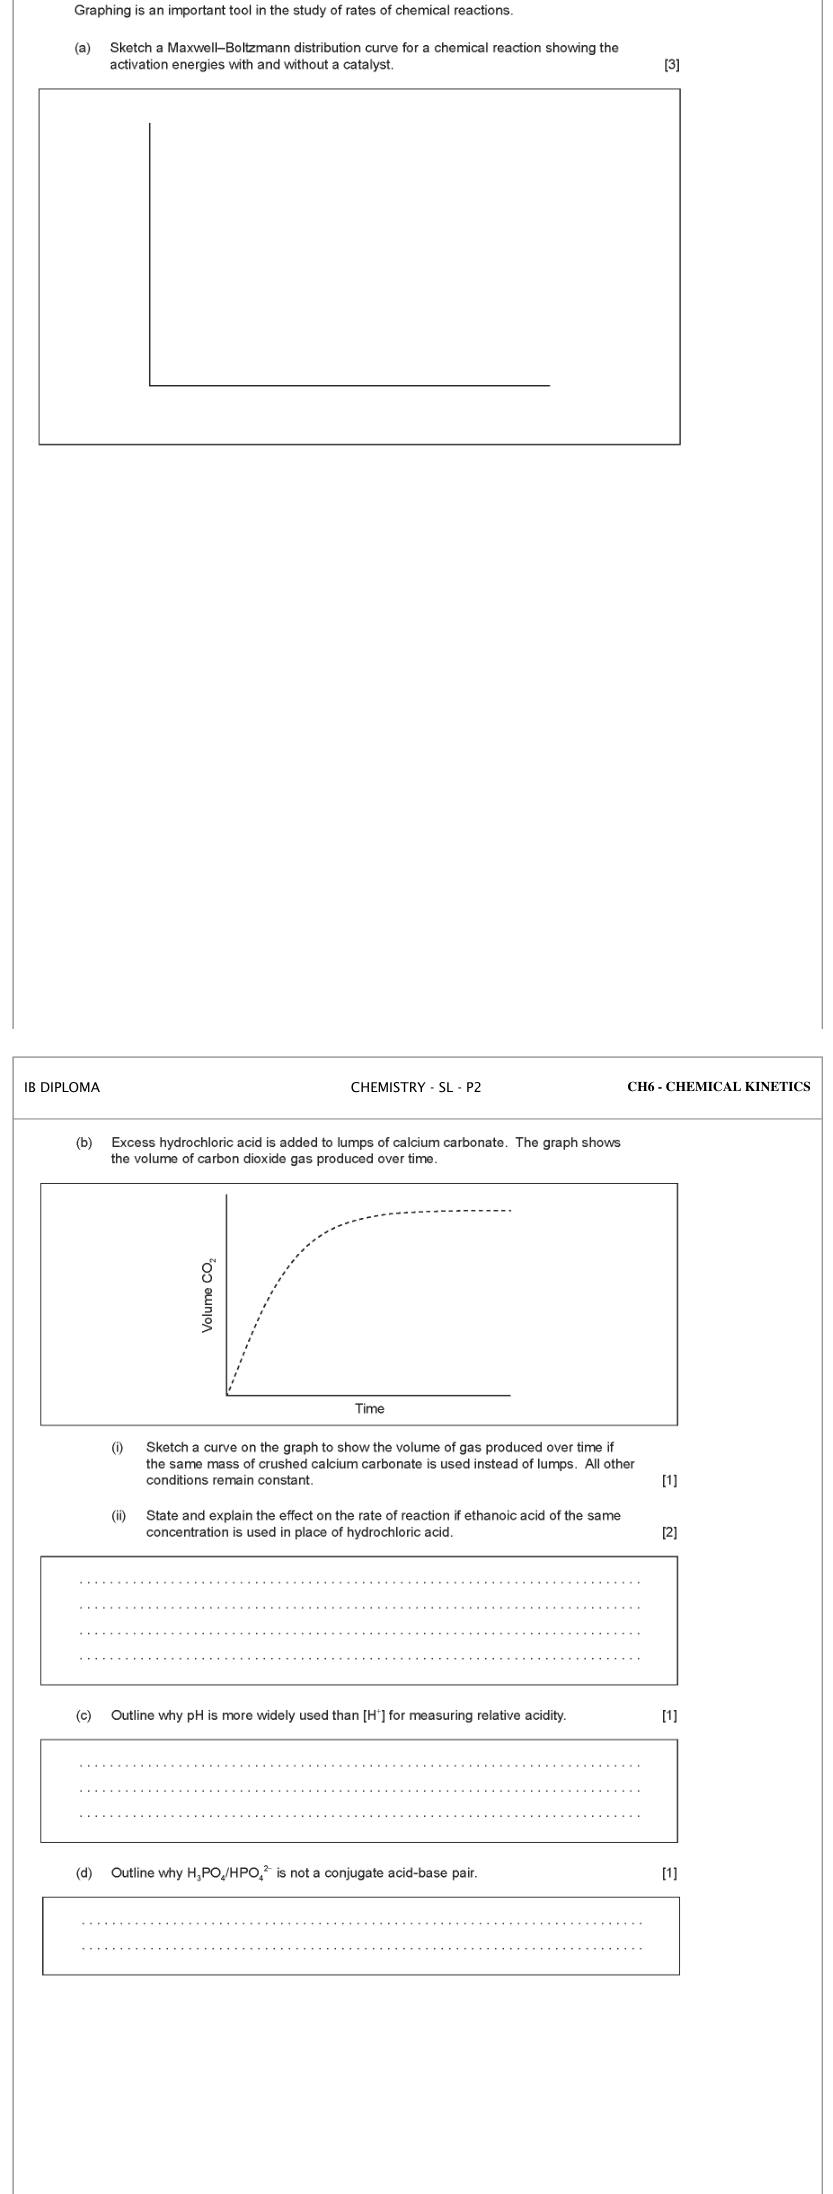 Graphing is an important tool in the study of rates of chemical reactions.
(a) Sketch a Maxwell–Boltzmann distribution curve for a chemical reaction showing the
activation energies with and without a catalyst. [3]
IB DIPLOMA CHEMISTRY - SL - P2 CH6 - CHEMICAL KINETICS
(b) Excess hydrochloric acid is added to lumps of calcium carbonate. The graph shows
the volume of carbon dioxide gas produced over time.
Volume CO₂
Time
(i) Sketch a curve on the graph to show the volume of gas produced over time if
the same mass of crushed calcium carbonate is used instead of lumps. All other
conditions remain constant. [1]
(ii) State and explain the effect on the rate of reaction if ethanoic acid of the same
concentration is used in place of hydrochloric acid. [2]
(c) Outline why pH is more widely used than [H⁺] for measuring relative acidity. [1]
(d) Outline why H₃PO₄/HPO₄²⁻ is not a conjugate acid-base pair. [1]